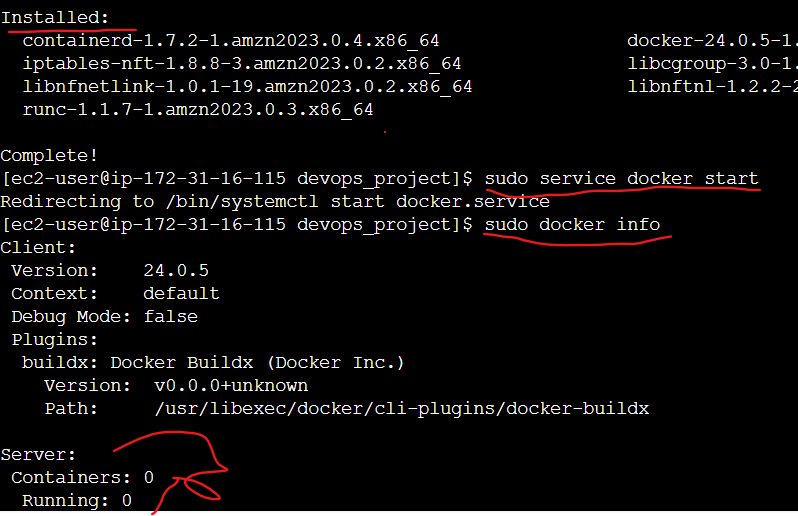 Installed:
containerd-1.7.2-1.amzn2023.0.4.x86_64 docker-24.0.5-1.
iptables-nft-1.8.8-3.amzn2023.0.2.x86_64 libcgroup-3.0-1.
libnfnetlink-1.0.1-19.amzn2023.0.2.x86_64 libnftnl-1.2.2-2
runc-1.1.7-1.amzn2023.0.3.x86_64
Complete!
[ec2-user@ip-172-31-16-115 devops_project]$ sudo service docker start
Redirecting to /bin/systemctl start docker.service
[ec2-user@ip-172-31-16-115 devops_project]$ sudo docker info
Client:
Version: 24.0.5
Context: default
Debug Mode: false
Plugins:
buildx: Docker Buildx (Docker Inc.)
Version: v0.0.0+unknown
Path: /usr/libexec/docker/cli-plugins/docker-buildx
Server:
Containers: 0
Running: 0